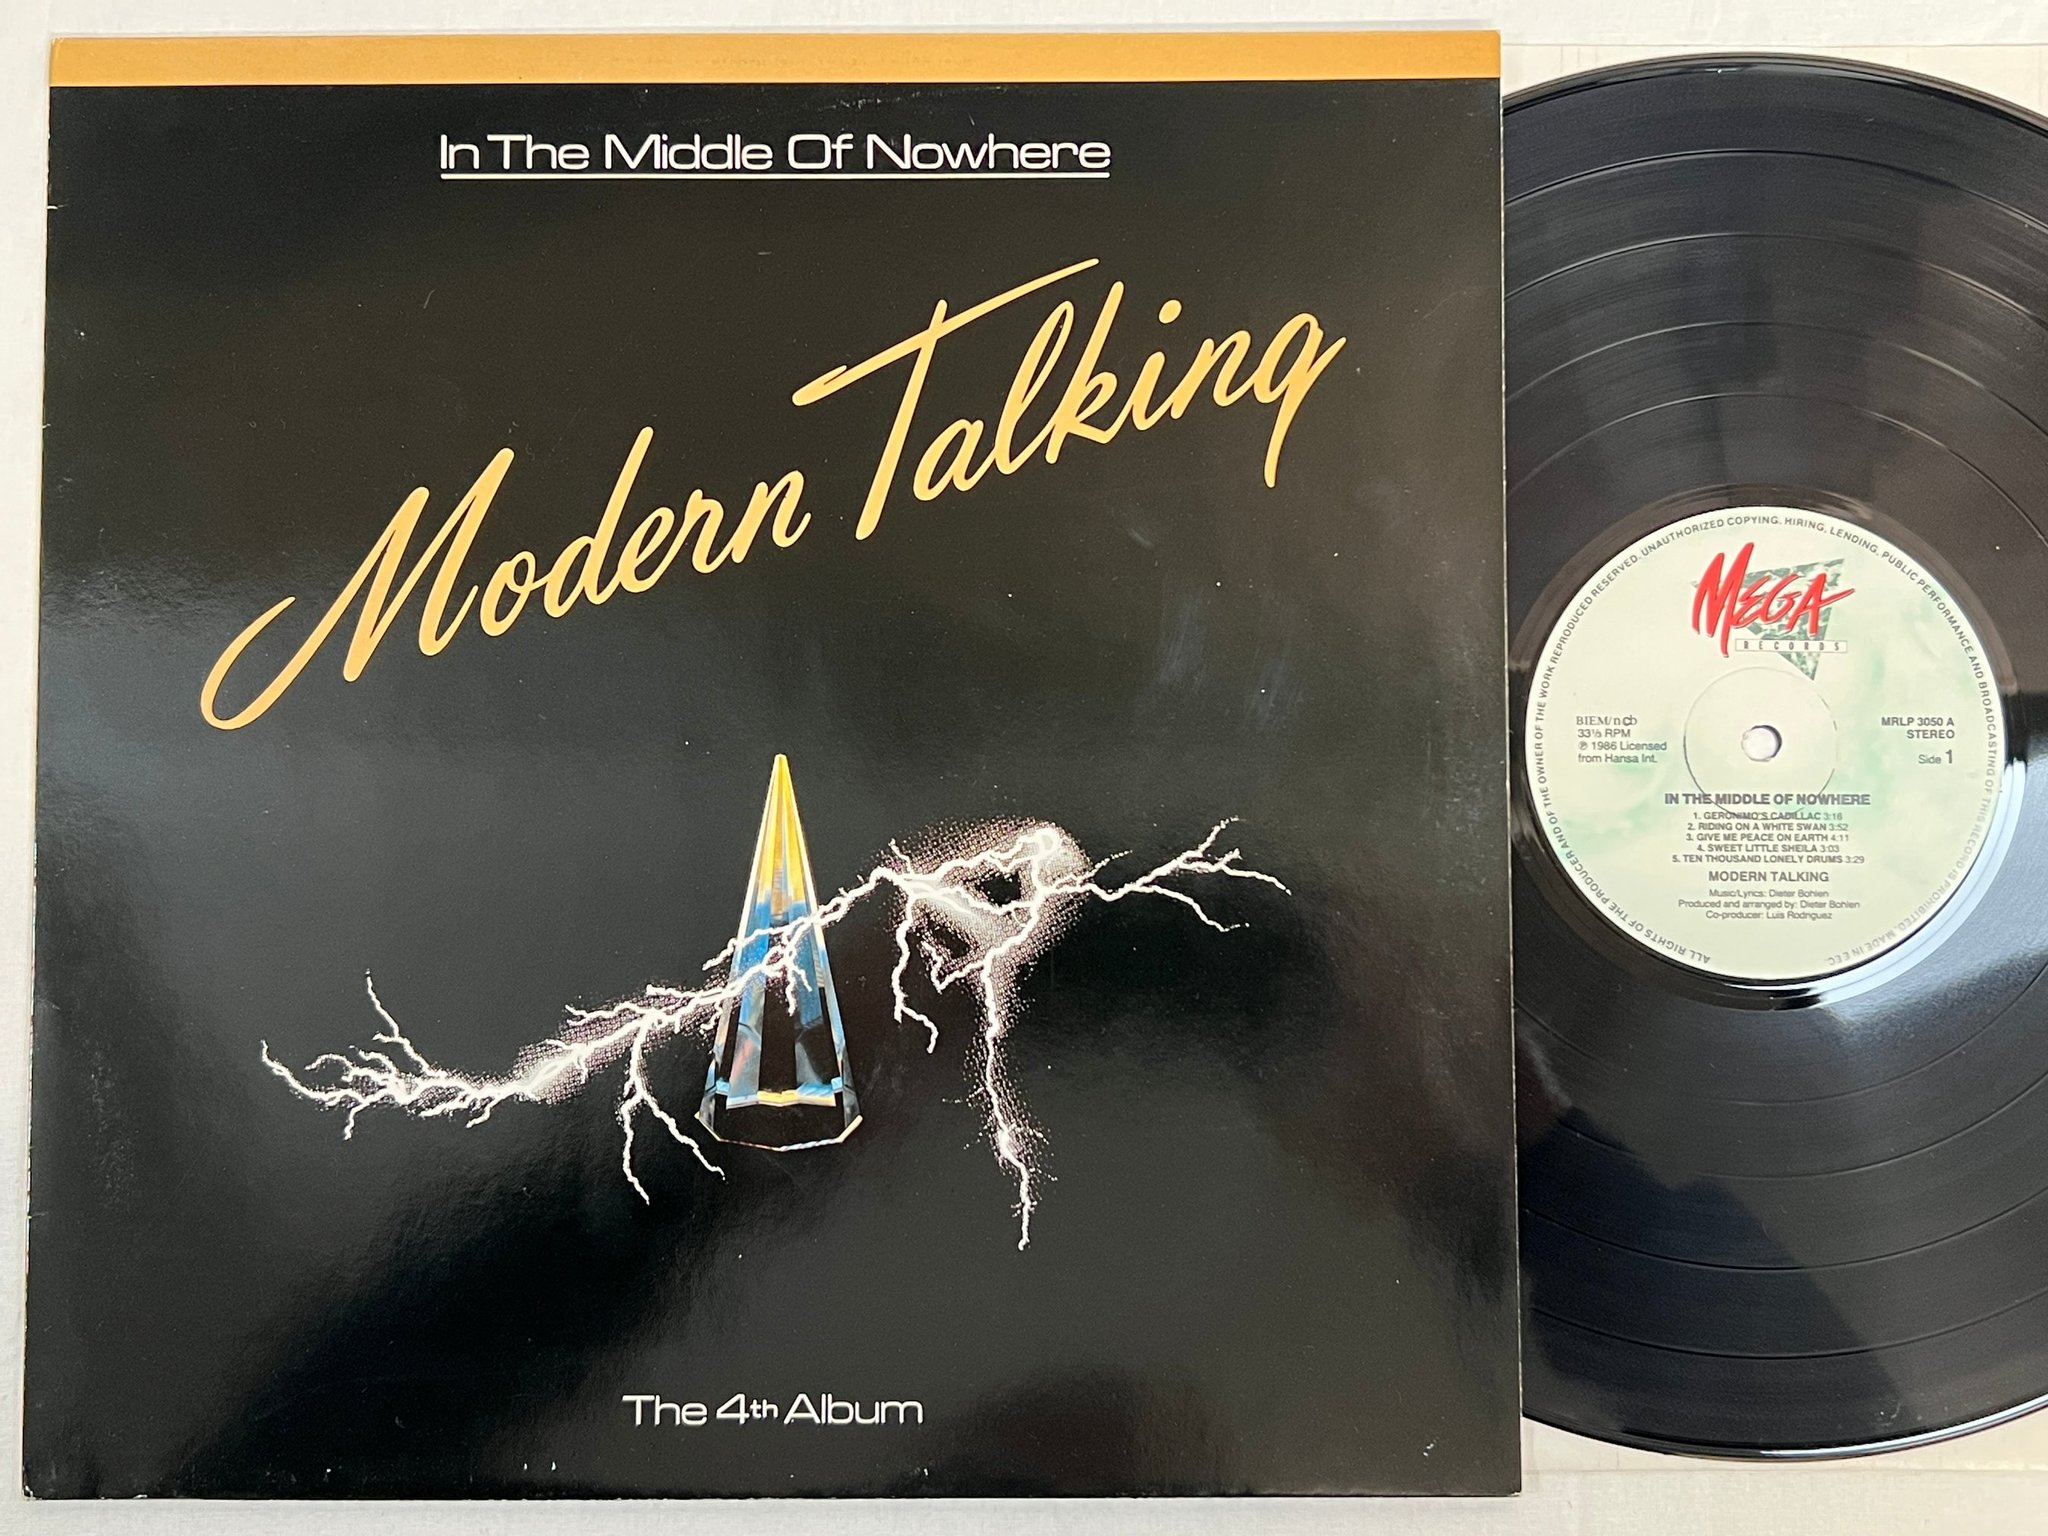 In The Middle Of Nowhere
Modern Talking
The 4th Album
ALL RIGHTS OF THE PRODUCER AND OF THE OWNER OF THE WORK REPRODUCED RESERVED. UNAUTHORIZED COPYING, HIRING, LENDING, PUBLIC PERFORMANCE AND BROADCASTING OF THIS RECORD IS PROHIBITED. MADE IN EEC.
MEGA
RECORDS
BIEM/ncb
33⅓ RPM
℗ 1986 Licensed
from Hansa Int.
MRLP 3050 A
STEREO
Side 1
IN THE MIDDLE OF NOWHERE
1. GERONIMO'S CADILLAC 3:16
2. RIDING ON A WHITE SWAN 3:52
3. GIVE ME PEACE ON EARTH 4:11
4. SWEET LITTLE SHEILA 3:03
5. TEN THOUSAND LONELY DRUMS 3:29
MODERN TALKING
Music/Lyrics: Dieter Bohlen
Produced and arranged by: Dieter Bohlen
Co-producer: Luis Rodriguez